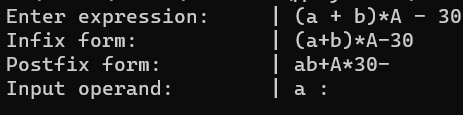 Enter expression: | (a + b)*A - 30
Infix form: | (a+b)*A-30
Postfix form: | ab+A*30-
Input operand: | a :